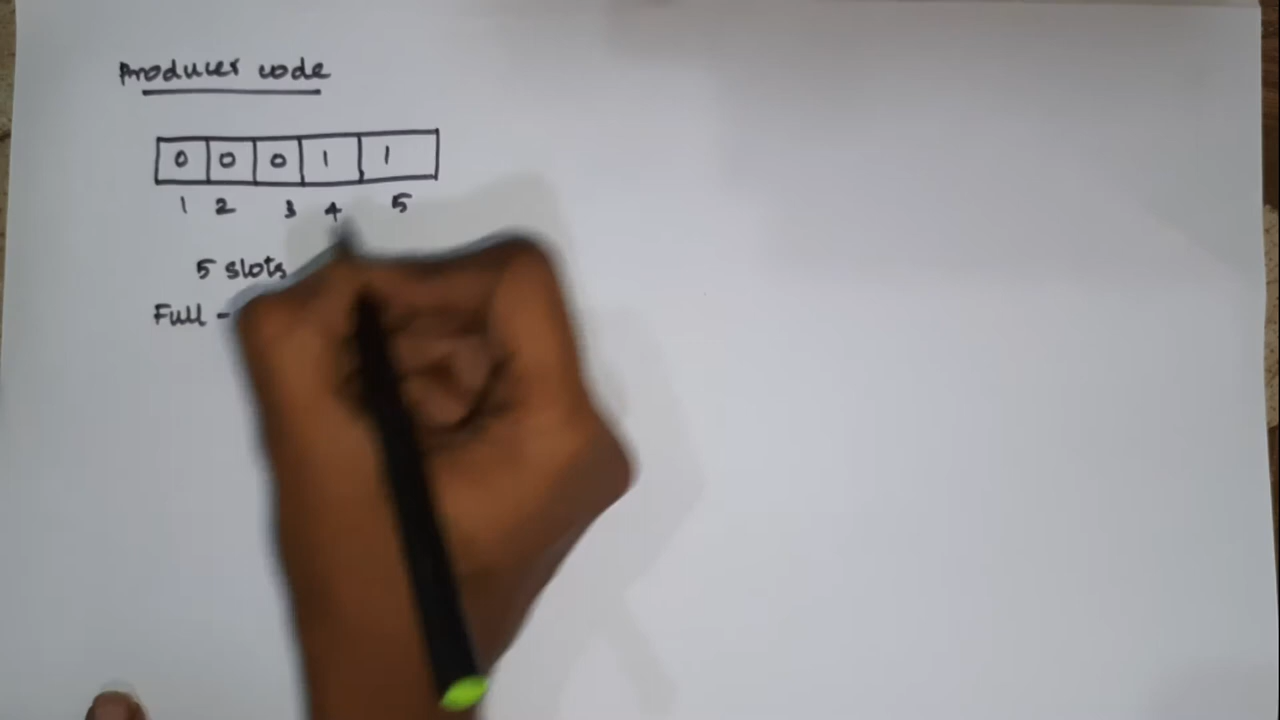 Producer code
0 0 0 1 1
1 2 3 4 5
5 slots
Full -